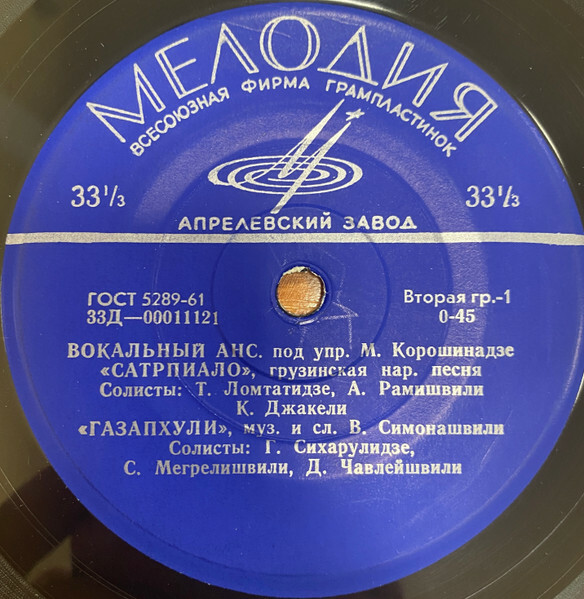 МЕЛОДИЯ
ВСЕСОЮЗНАЯ ФИРМА ГРАМПЛАСТИНОК
33⅓ 33⅓
АПРЕЛЕВСКИЙ ЗАВОД
ГОСТ 5289-61 Вторая гр.-1
33Д—00011121 0-45
ВОКАЛЬНЫЙ АНС. под упр. М. Корошинадзе
«САТРПИАЛО», грузинская нар. песня
Солисты: Т. Ломтатидзе, А. Рамишвили
К. Джакели
«ГАЗАПХУЛИ», муз. и сл. В. Симонашвили
Солисты: Г. Сихарулидзе,
С. Мегрелишвили, Д. Чавлейшвили